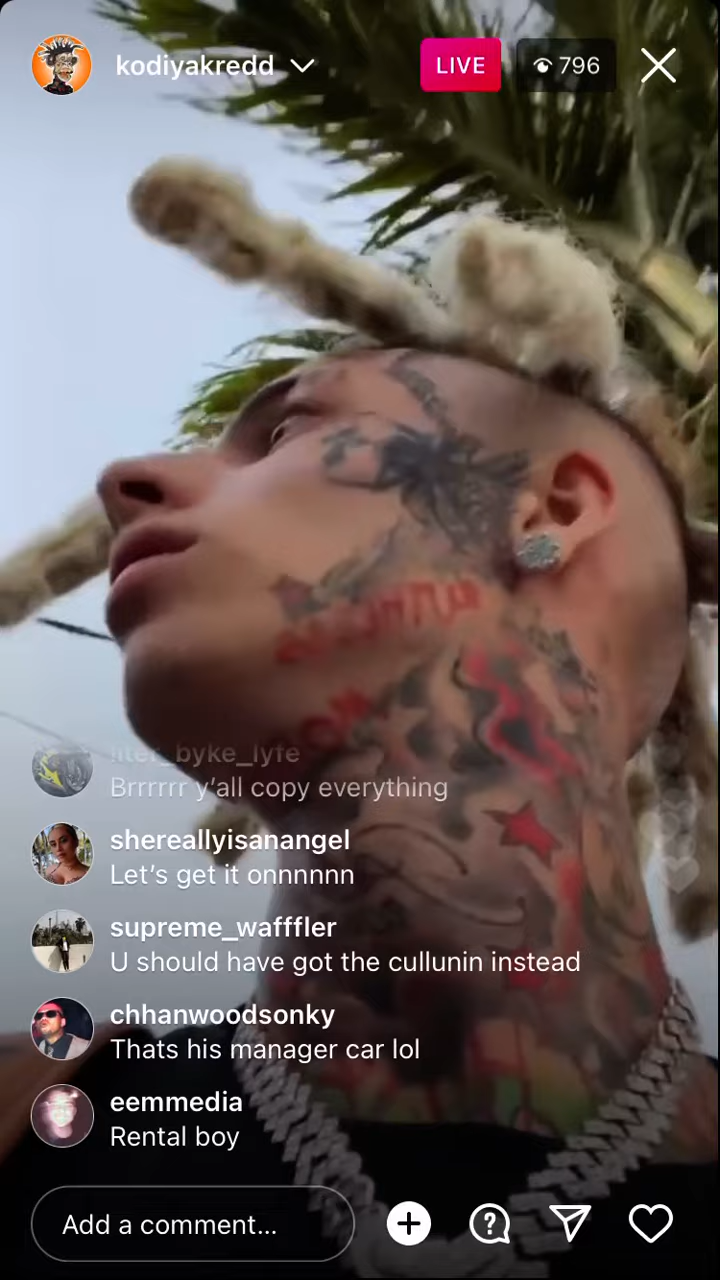 kodiyakredd
LIVE
796
Brrrrrr y'all copy everything
shereallyisanangel
Let's get it onnnnnn
supreme_wafffler
U should have got the cullunin instead
chhanwoodsonky
Thats his manager car lol
eemmedia
Rental boy
Add a comment...